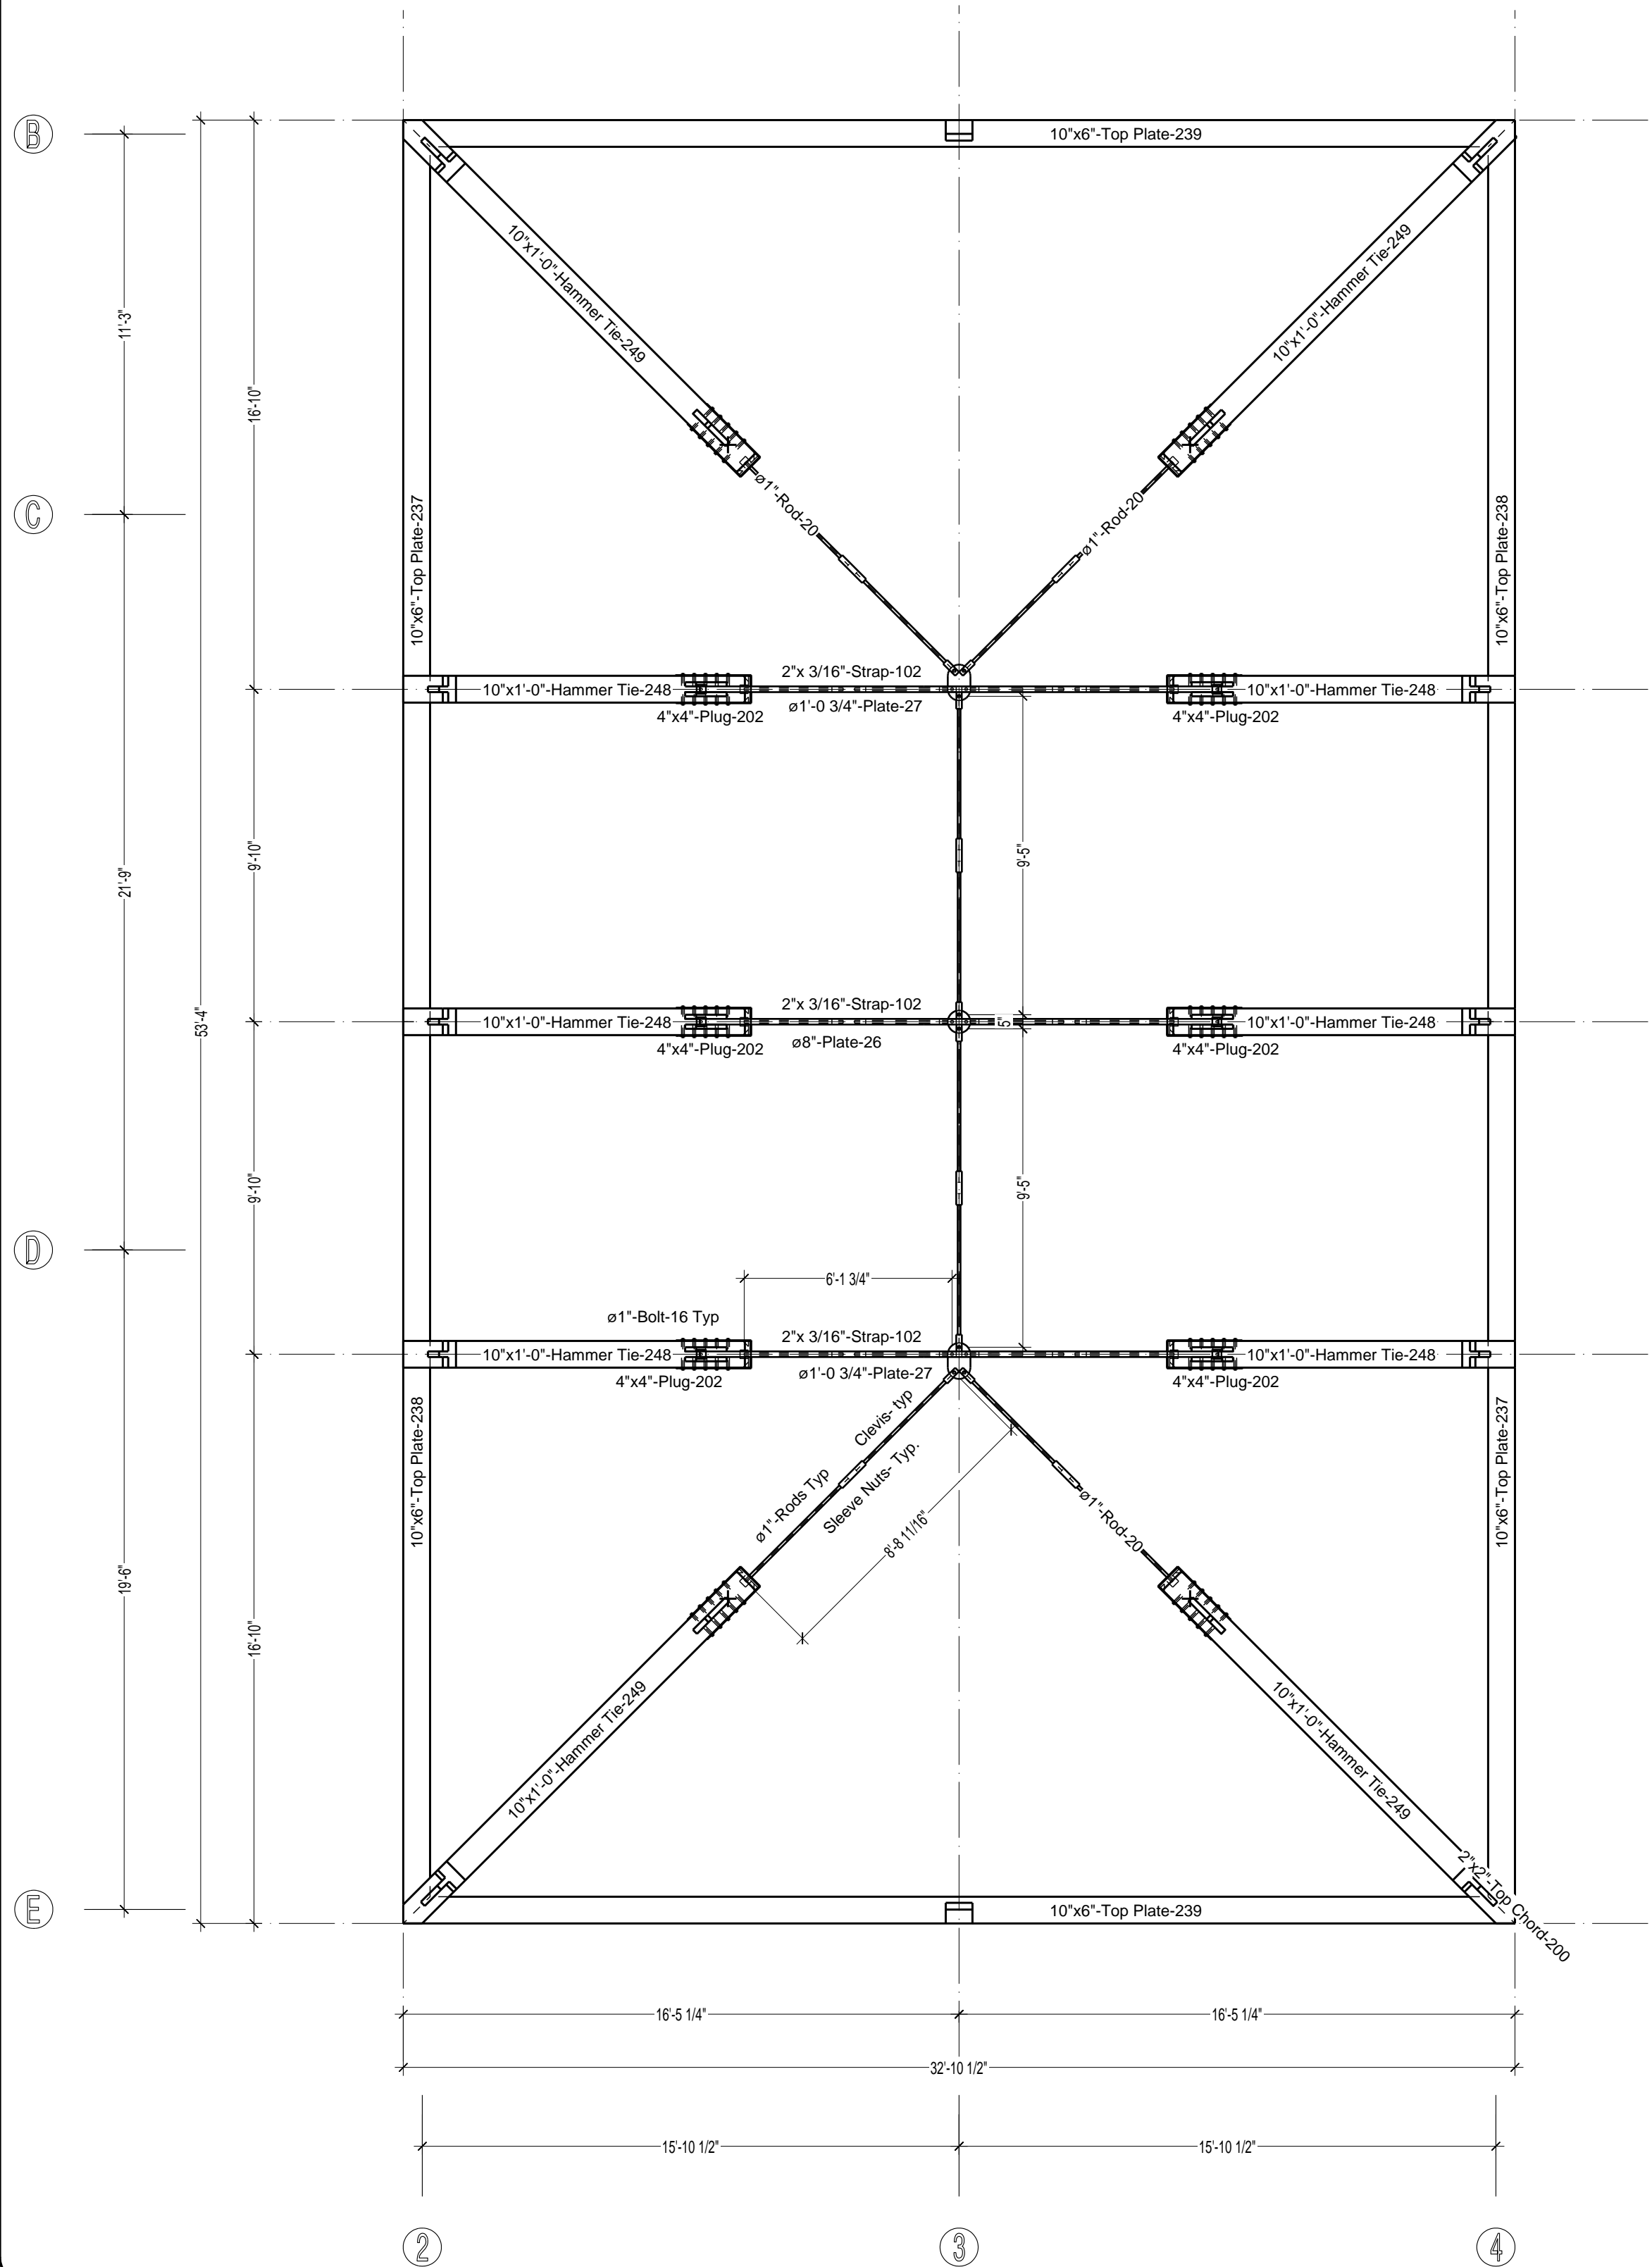 B
10"x6"-Top Plate-239
10"x1'-0"-Hammer Tie-249
10"x1'-0"-Hammer Tie-249
11'-3"
16'-10"
C
ø1"-Rod-20
ø1"-Rod-20
10"x6"-Top Plate-237
10"x6"-Top Plate-238
2"x 3/16"-Strap-102
10"x1'-0"-Hammer Tie-248
10"x1'-0"-Hammer Tie-248
ø1'-0 3/4"-Plate-27
4"x4"-Plug-202
4"x4"-Plug-202
9'-10"
9'-5"
21'-9"
53'-4"
2"x 3/16"-Strap-102
10"x1'-0"-Hammer Tie-248
5"
10"x1'-0"-Hammer Tie-248
ø8"-Plate-26
4"x4"-Plug-202
4"x4"-Plug-202
9'-10"
9'-5"
D
6'-1 3/4"
ø1"-Bolt-16 Typ
2"x 3/16"-Strap-102
10"x1'-0"-Hammer Tie-248
10"x1'-0"-Hammer Tie-248
ø1'-0 3/4"-Plate-27
4"x4"-Plug-202
4"x4"-Plug-202
Clevis- typ
10"x6"-Top Plate-238
10"x6"-Top Plate-237
Sleeve Nuts- Typ.
ø1"-Rods Typ
ø1"-Rod-20
8'-8 11/16"
19'-6"
16'-10"
10"x1'-0"-Hammer Tie-249
10"x1'-0"-Hammer Tie-249
2"x2"-Top Chord-200
E
10"x6"-Top Plate-239
16'-5 1/4"
16'-5 1/4"
32'-10 1/2"
15'-10 1/2"
15'-10 1/2"
2
3
4